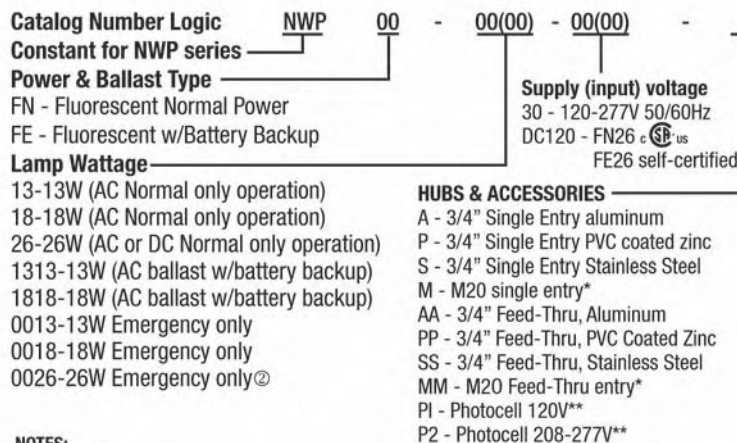 Catalog Number Logic NWP 00 - 00(00) - 00(00) -
Constant for NWP series
Power & Ballast Type
FN - Fluorescent Normal Power
FE - Fluorescent w/Battery Backup
Lamp Wattage
13-13W (AC Normal only operation)
18-18W (AC Normal only operation)
26-26W (AC or DC Normal only operation)
1313-13W (AC ballast w/battery backup)
1818-18W (AC ballast w/battery backup)
0013-13W Emergency only
0018-18W Emergency only
0026-26W Emergency only②
Supply (input) voltage
30 - 120-277V 50/60Hz
DC120 - FN26 c SA us
FE26 self-certified
HUBS & ACCESSORIES
A - 3/4" Single Entry aluminum
P - 3/4" Single Entry PVC coated zinc
S - 3/4" Single Entry Stainless Steel
M - M20 single entry*
AA - 3/4" Feed-Thru, Aluminum
PP - 3/4" Feed-Thru, PVC Coated Zinc
SS - 3/4" Feed-Thru, Stainless Steel
MM - M20 Feed-Thru entry*
PI - Photocell 120V**
P2 - Photocell 208-277V**
NOTES: